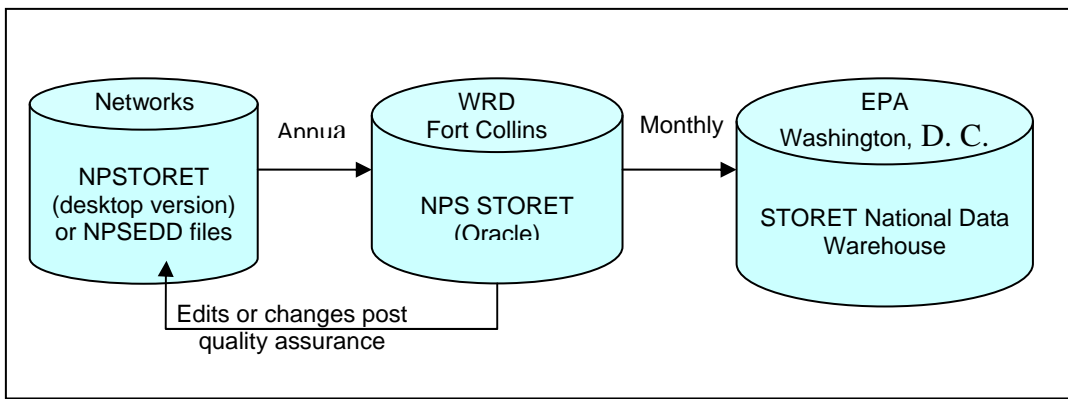 Networks
NPSTORET
(desktop version)
or NPSEDD files
Annua
WRD
Fort Collins
NPS STORET
(Oracle)
Monthly
EPA
Washington, D. C.
STORET National Data
Warehouse
Edits or changes post
quality assurance